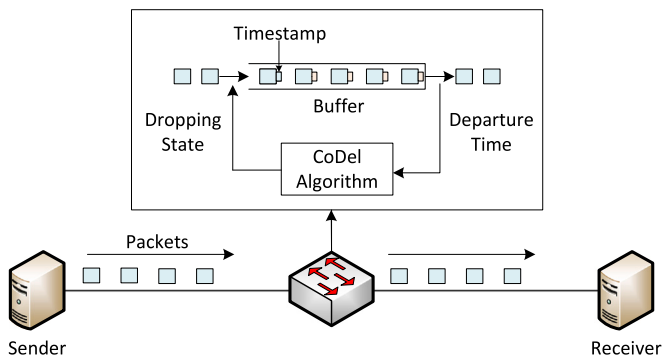 Timestamp
Buffer
Dropping
State
Departure
Time
CoDel
Algorithm
Packets
Sender
Receiver